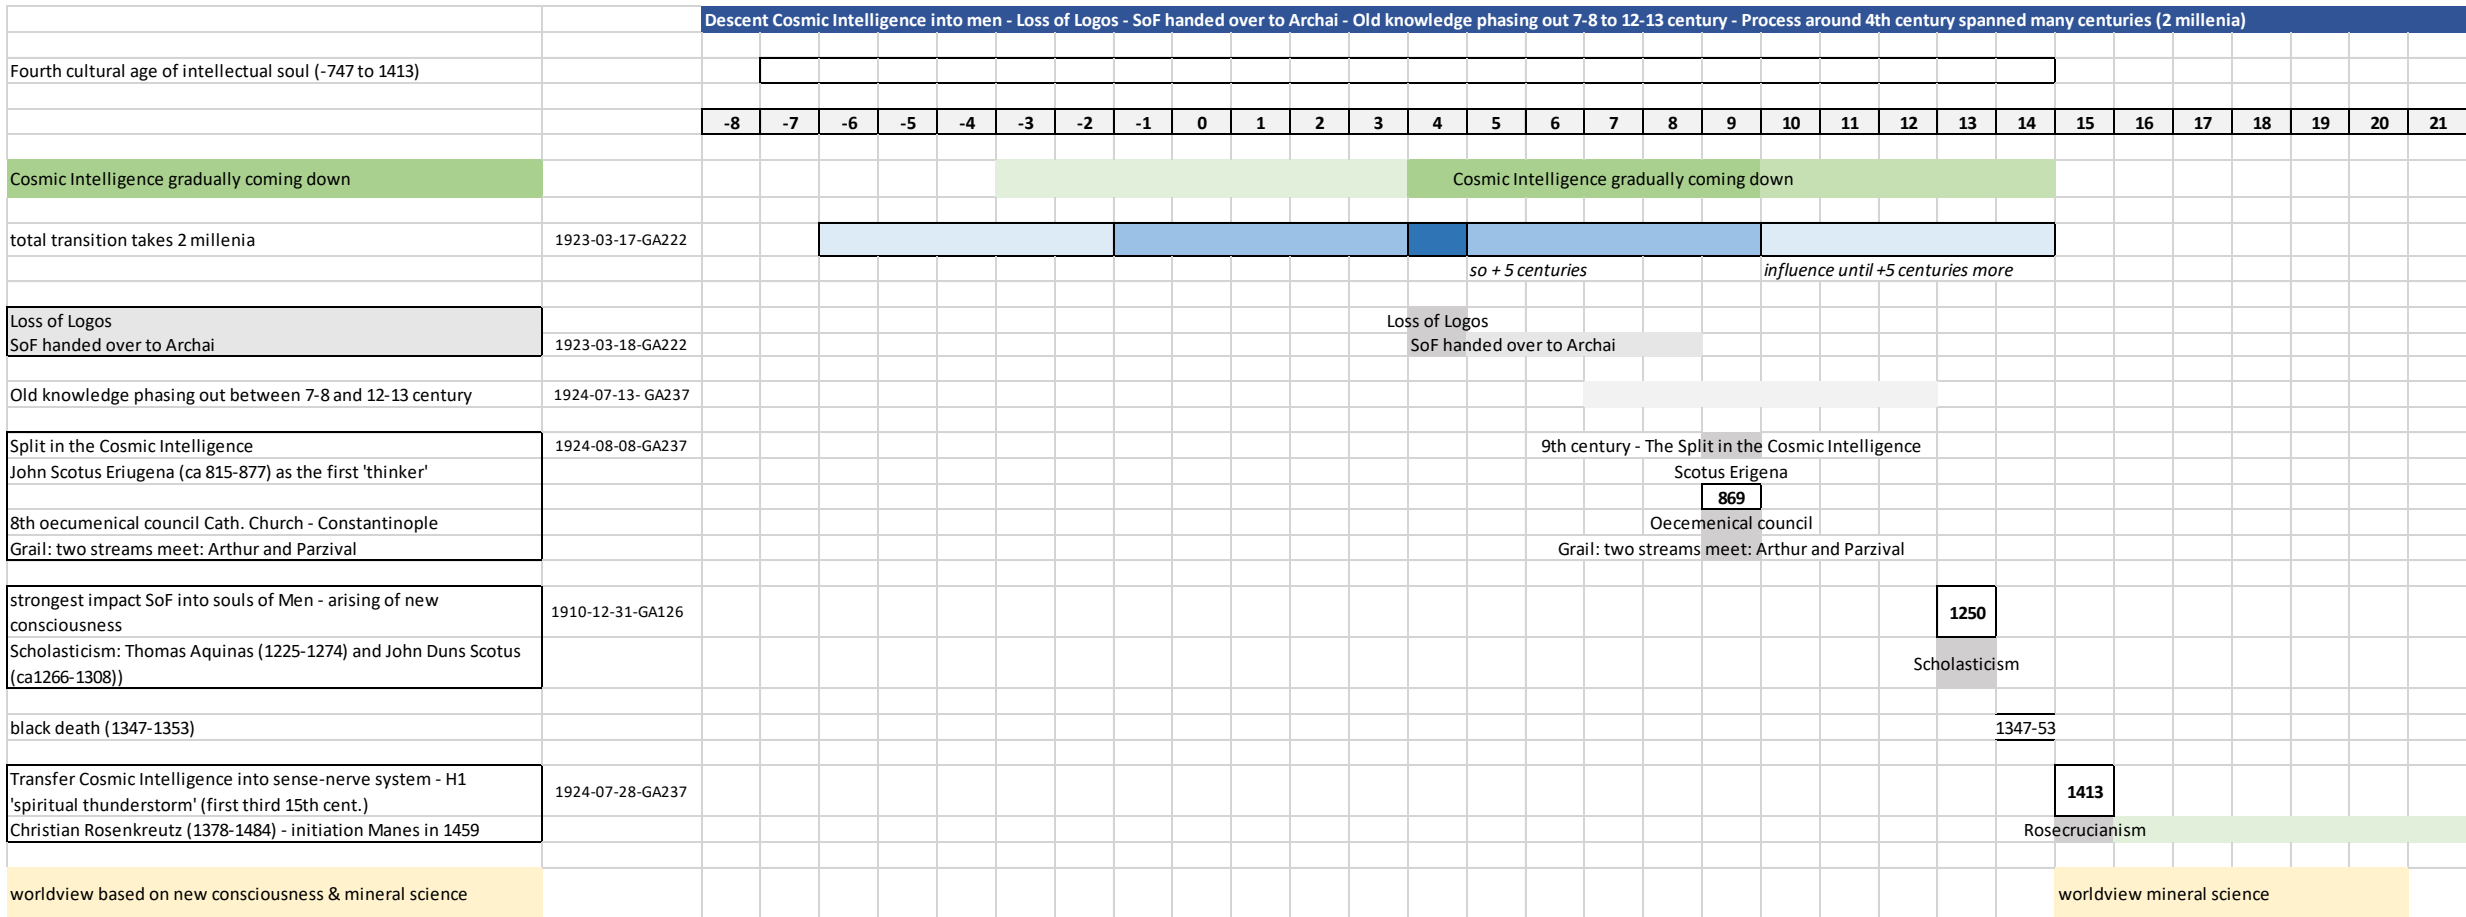 Descent Cosmic Intelligence into men - Loss of Logos - SoF handed over to Archai - Old knowledge phasing out 7-8 to 12-13 century - Process around 4th century spanned many centuries (2 millenia)
Fourth cultural age of intellectual soul (-747 to 1413)
-8 -7 -6 -5 -4 -3 -2 -1 0 1 2 3 4 5 6 7 8 9 10 11 12 13 14 15 16 17 18 19 20 21
Cosmic Intelligence gradually coming down Cosmic Intelligence gradually coming down
total transition takes 2 millenia 1923-03-17-GA222
so + 5 centuries influence until +5 centuries more
Loss of Logos Loss of Logos
SoF handed over to Archai 1923-03-18-GA222 SoF handed over to Archai
Old knowledge phasing out between 7-8 and 12-13 century 1924-07-13- GA237
Split in the Cosmic Intelligence 1924-08-08-GA237 9th century - The Split in the Cosmic Intelligence
John Scotus Eriugena (ca 815-877) as the first 'thinker' Scotus Erigena
869
8th oecumenical council Cath. Church - Constantinople Oecemenical council
Grail: two streams meet: Arthur and Parzival Grail: two streams meet: Arthur and Parzival
strongest impact SoF into souls of Men - arising of new
consciousness 1910-12-31-GA126 1250
Scholasticism: Thomas Aquinas (1225-1274) and John Duns Scotus
(ca1266-1308)) Scholasticism
black death (1347-1353) 1347-53
Transfer Cosmic Intelligence into sense-nerve system - H1
'spiritual thunderstorm' (first third 15th cent.) 1924-07-28-GA237 1413
Christian Rosenkreutz (1378-1484) - initiation Manes in 1459 Rosecrucianism
worldview based on new consciousness & mineral science worldview mineral science